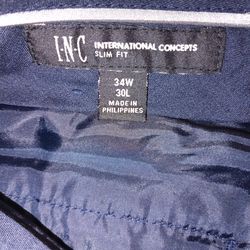 I·N·C INTERNATIONAL CONCEPTS
SLIM FIT
34W
30L
MADE IN
PHILIPPINES